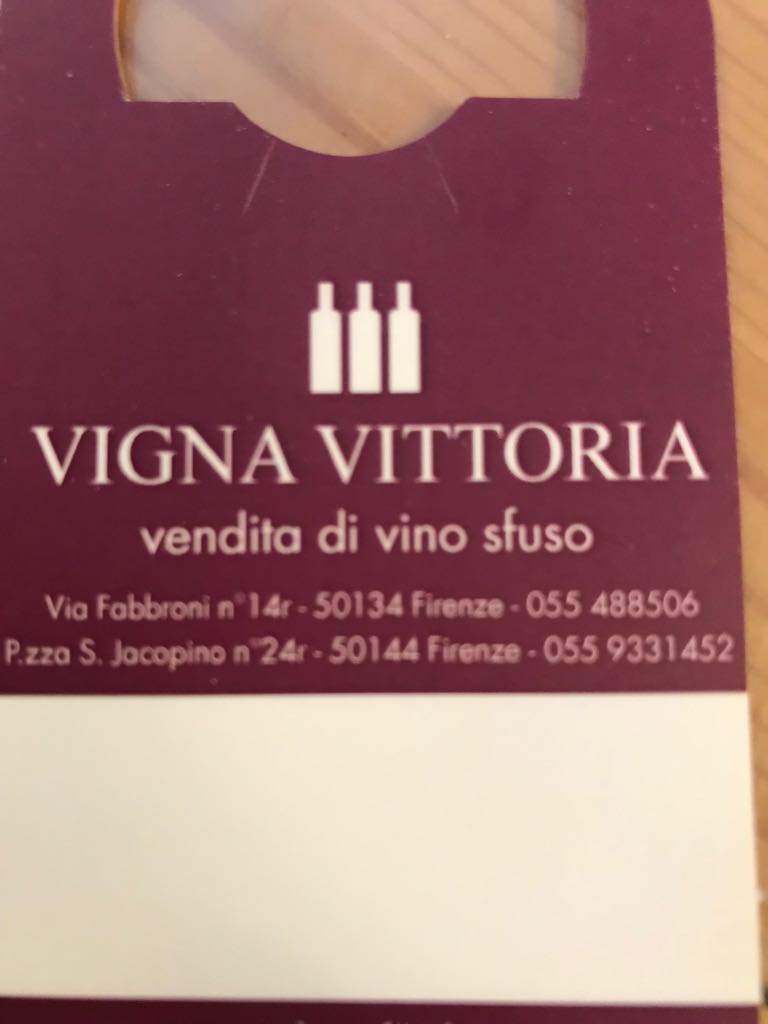 VIGNA VITTORIA
vendita di vino sfuso
Via Fabbroni n°14r - 50134 Firenze - 055 488506
P.zza S. Jacopino n°24r - 50144 Firenze - 055 9331452